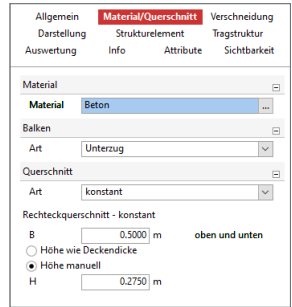 Allgemein Material/Querschnitt Verschneidung
Darstellung Strukturelement Tragstruktur
Auswertung Info Attribute Sichtbarkeit
Material
Material Beton ...
Balken
Art Unterzug
Querschnitt
Art konstant
Rechteckquerschnitt - konstant
B 0.5000 m oben und unten
Höhe wie Deckendicke
Höhe manuell
H 0.2750 m